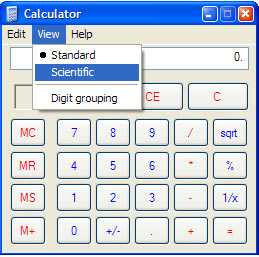 Calculator
Edit View Help
0.
Standard
Scientific
Digit grouping
CE C
MC 7 8 9 / sqrt
MR 4 5 6 * %
MS 1 2 3 - 1/x
M+ 0 +/- . + =